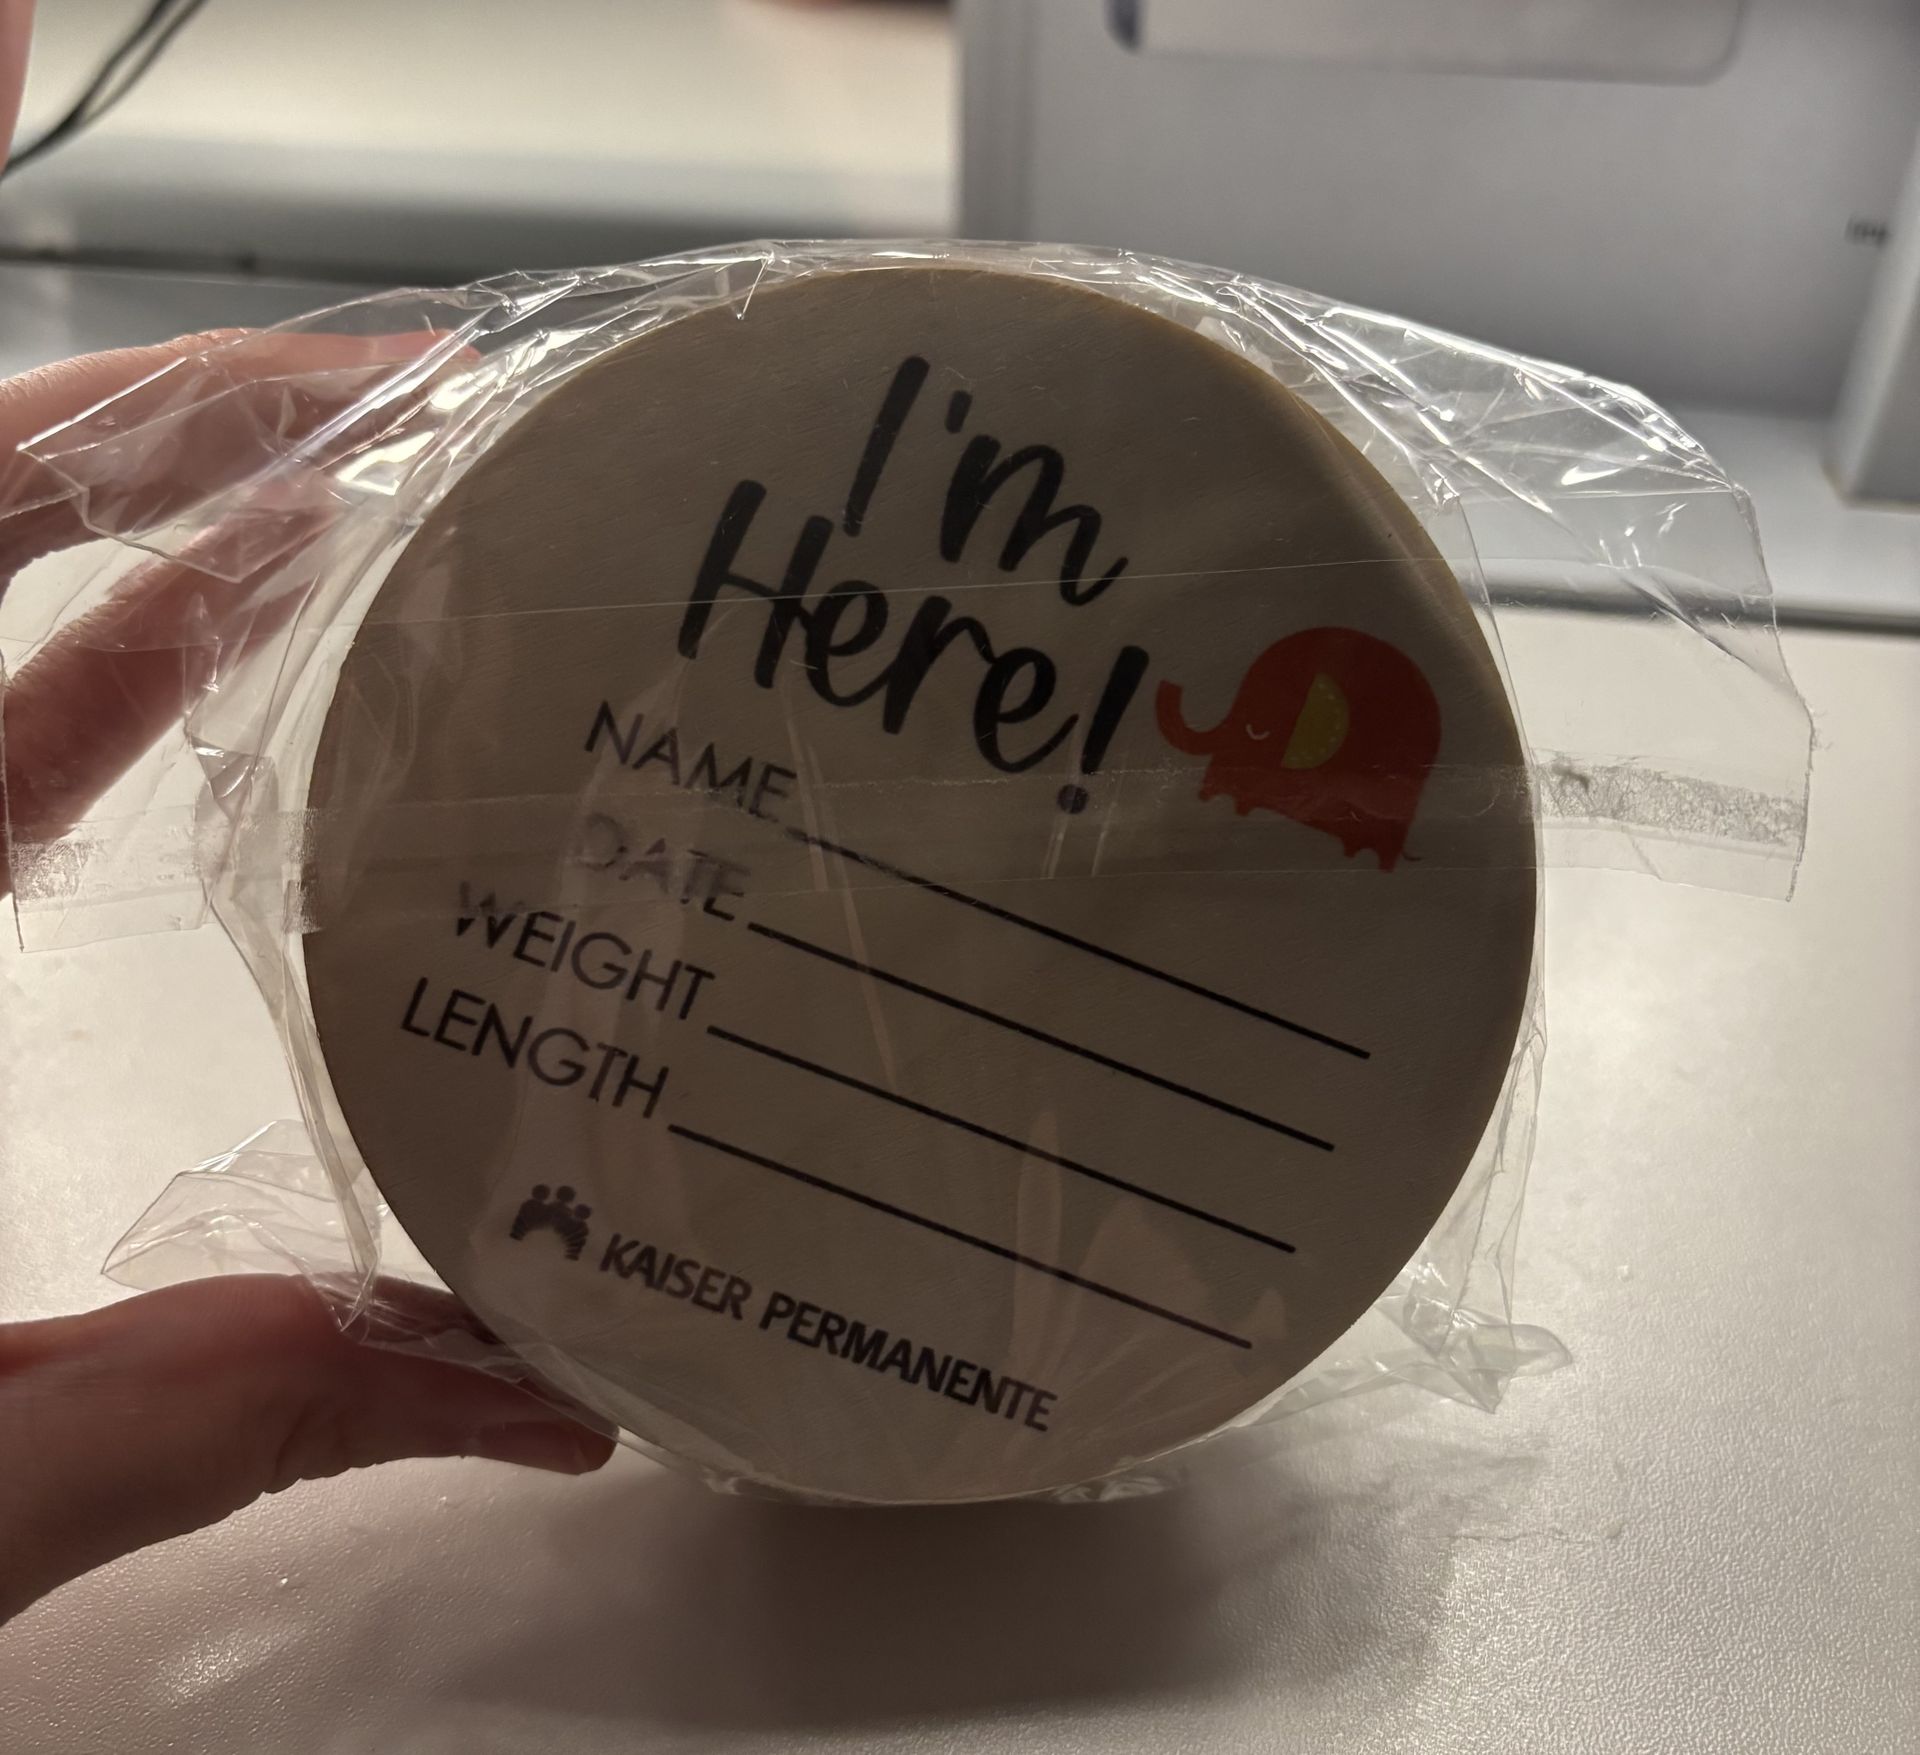 I'm
Here!
NAME
DATE
WEIGHT
LENGTH
KAISER PERMANENTE